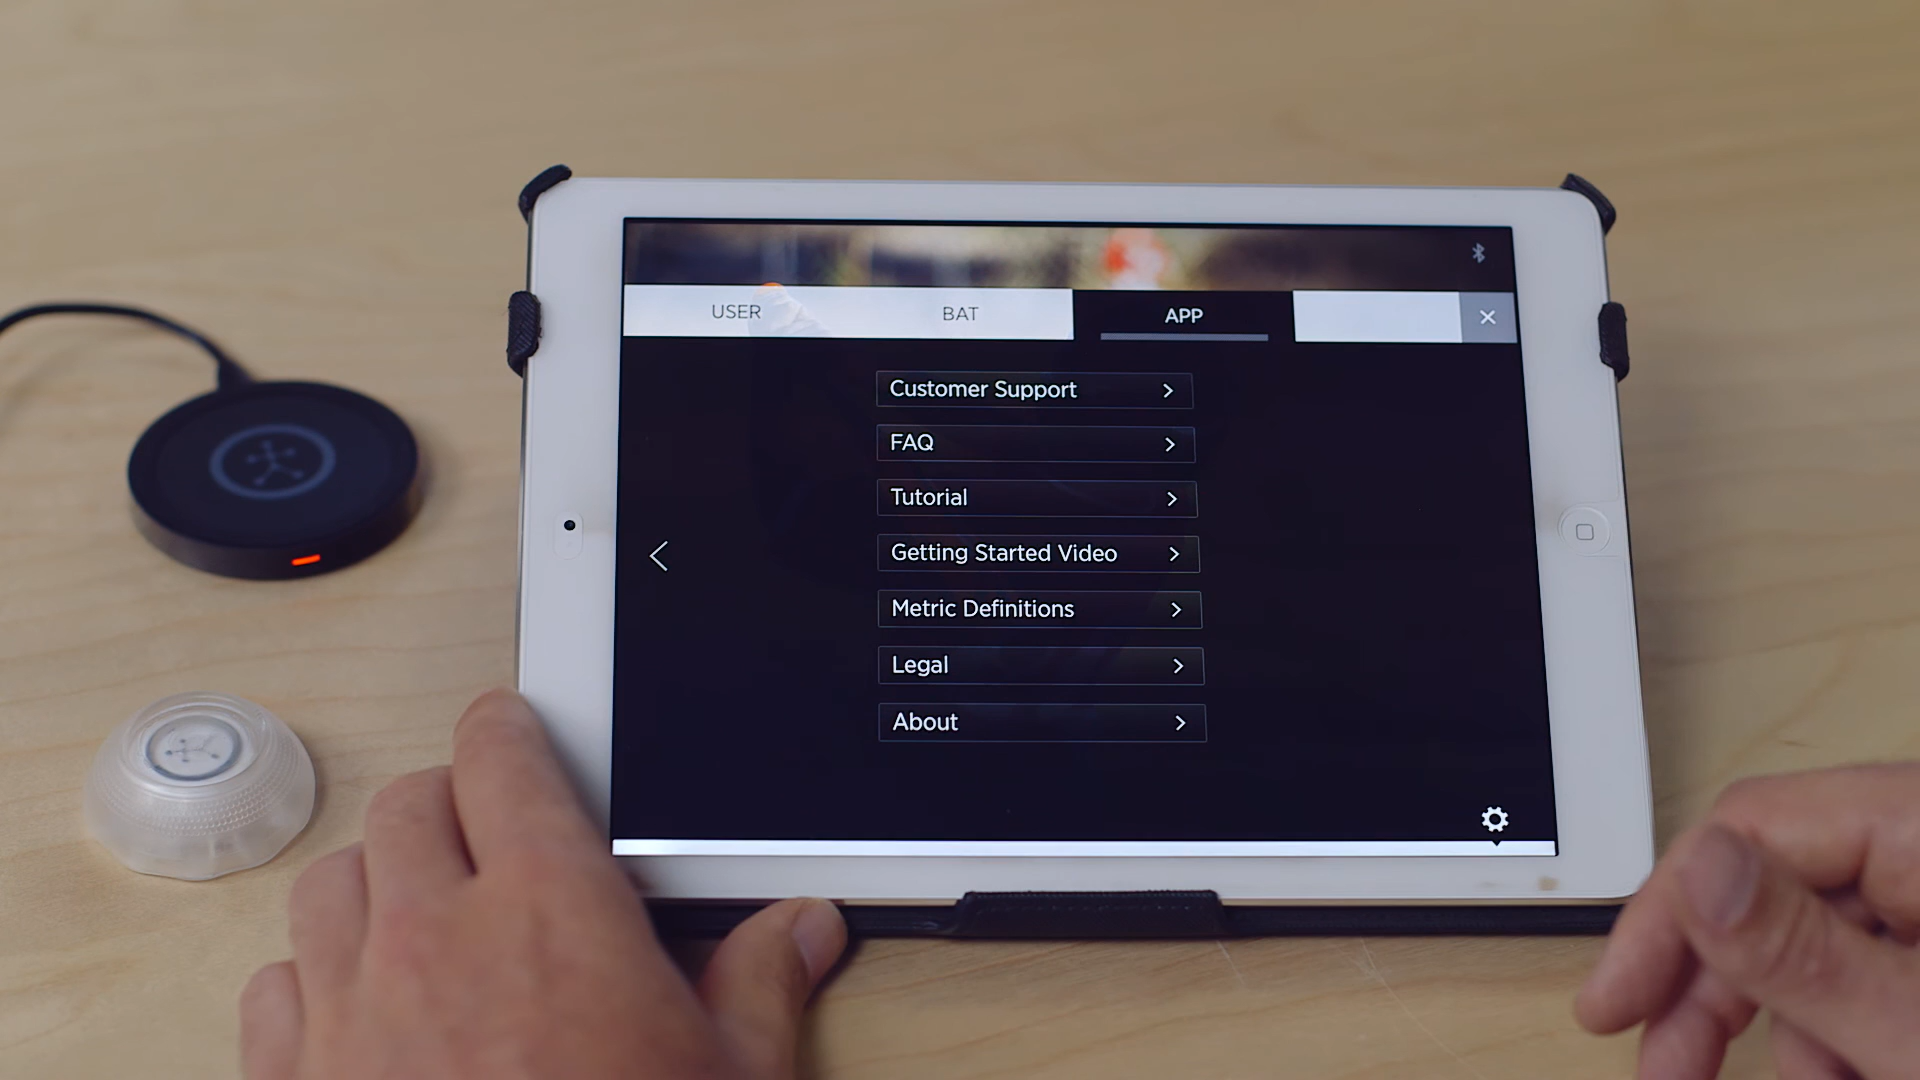 USER
BAT
APP
Customer Support
FAQ
Tutorial
Getting Started Video
Metric Definitions
Legal
About